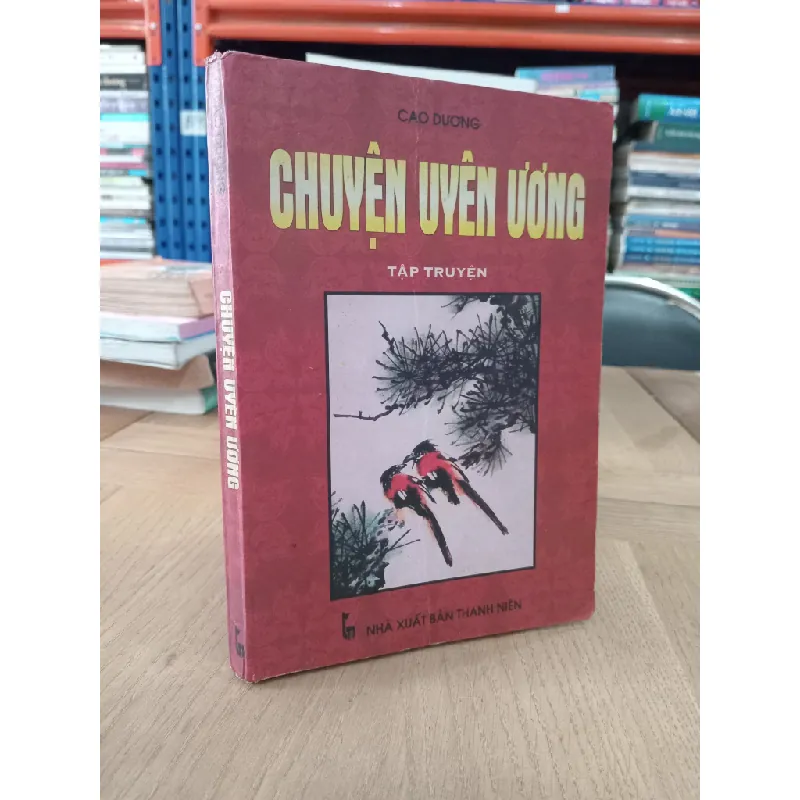 CAO DƯƠNG
CHUYỆN UYÊN ƯƠNG
TẬP TRUYỆN
NHÀ XUẤT BẢN THANH NIÊN
CHUYỆN UYÊN ƯƠNG